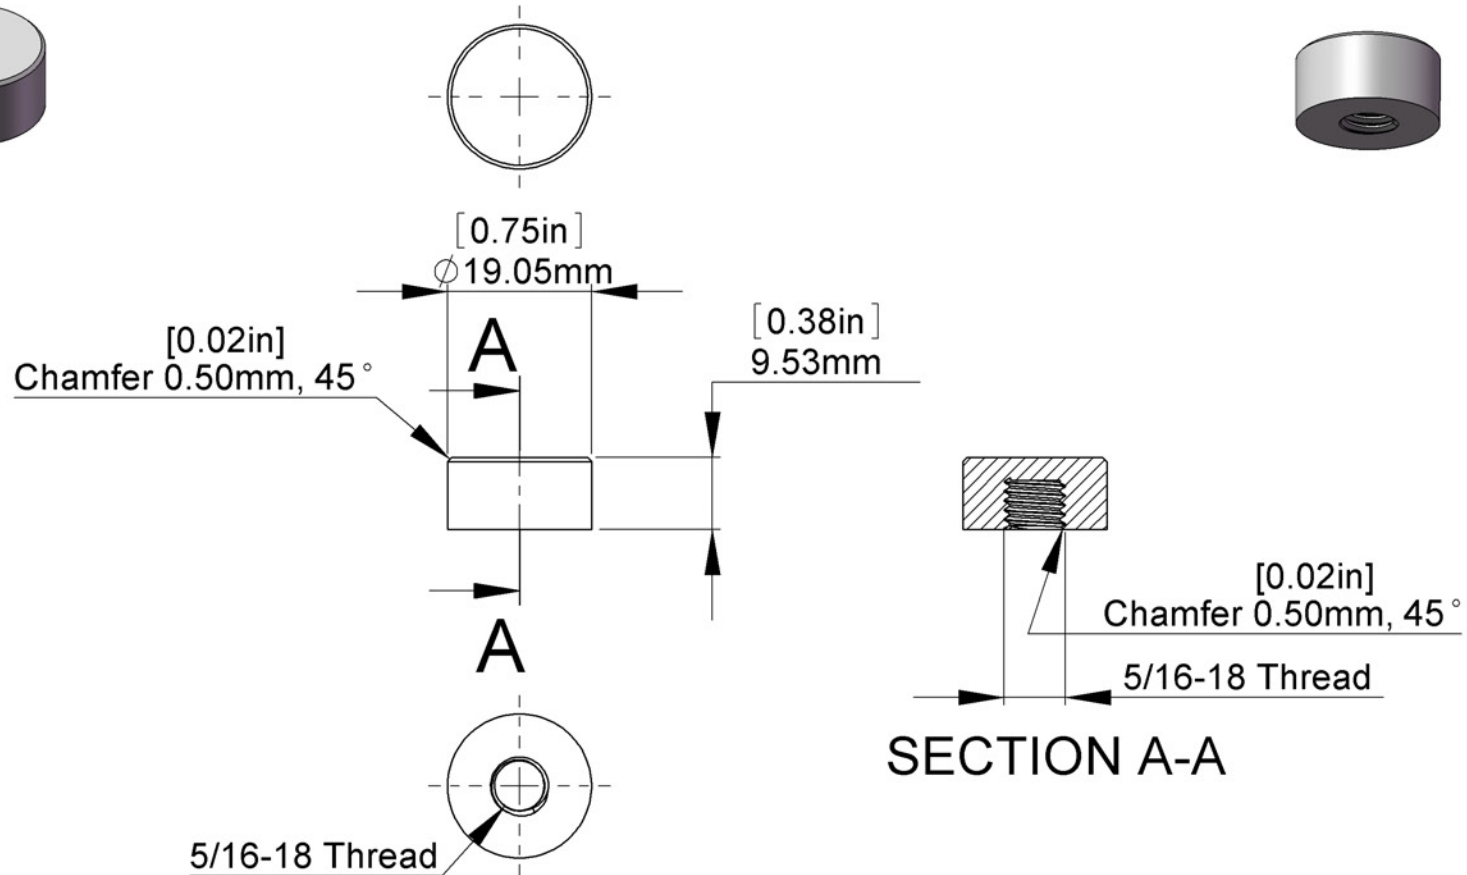 [0.75in]
∅ 19.05mm
[0.02in]
Chamfer 0.50mm, 45°
A
[0.38in]
9.53mm
A
[0.02in]
Chamfer 0.50mm, 45°
5/16-18 Thread
SECTION A-A
5/16-18 Thread